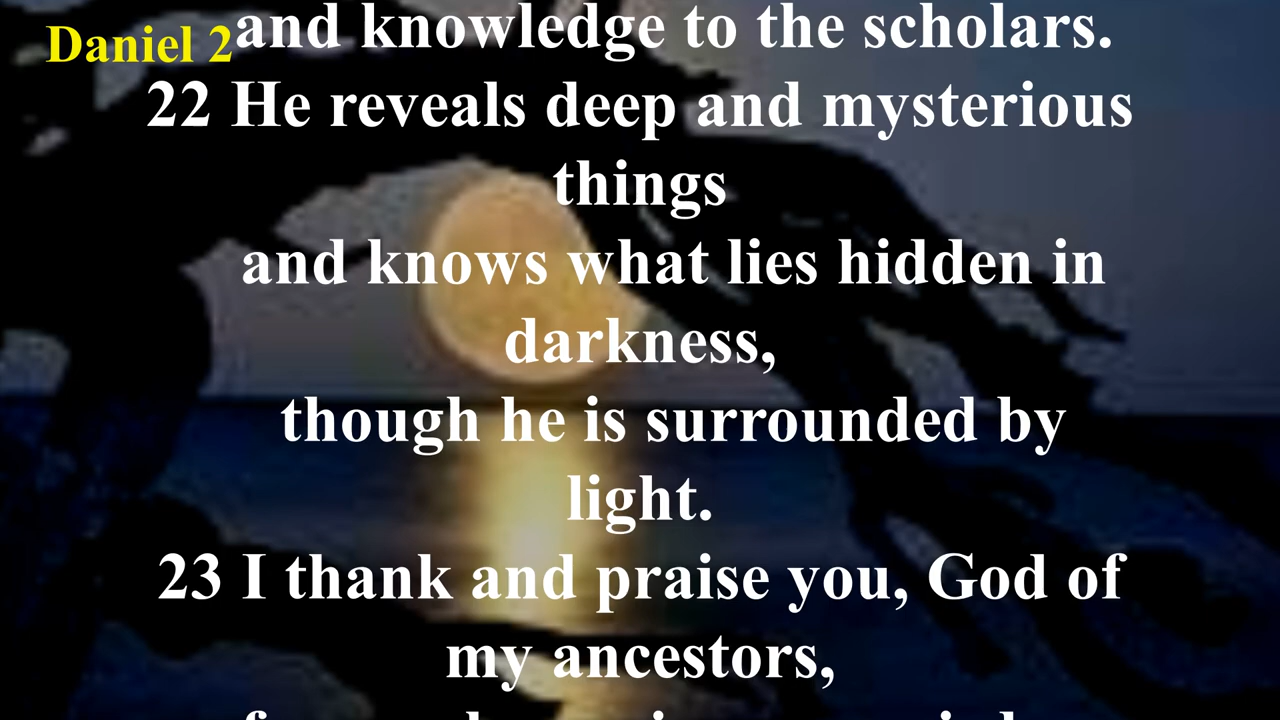 Daniel 2
and knowledge to the scholars.
22 He reveals deep and mysterious
things
and knows what lies hidden in
darkness,
though he is surrounded by
light.
23 I thank and praise you, God of
my ancestors,